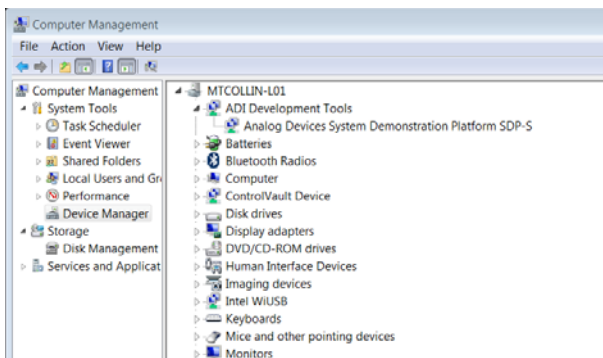 Computer Management
File Action View Help
Computer Management
System Tools
Task Scheduler
Event Viewer
Shared Folders
Local Users and Gr
Performance
Device Manager
Storage
Disk Management
Services and Applicat
MTCOLLIN-L01
ADI Development Tools
Analog Devices System Demonstration Platform SDP-S
Batteries
Bluetooth Radios
Computer
ControlVault Device
Disk drives
Display adapters
DVD/CD-ROM drives
Human Interface Devices
Imaging devices
Intel WiUSB
Keyboards
Mice and other pointing devices
Monitors